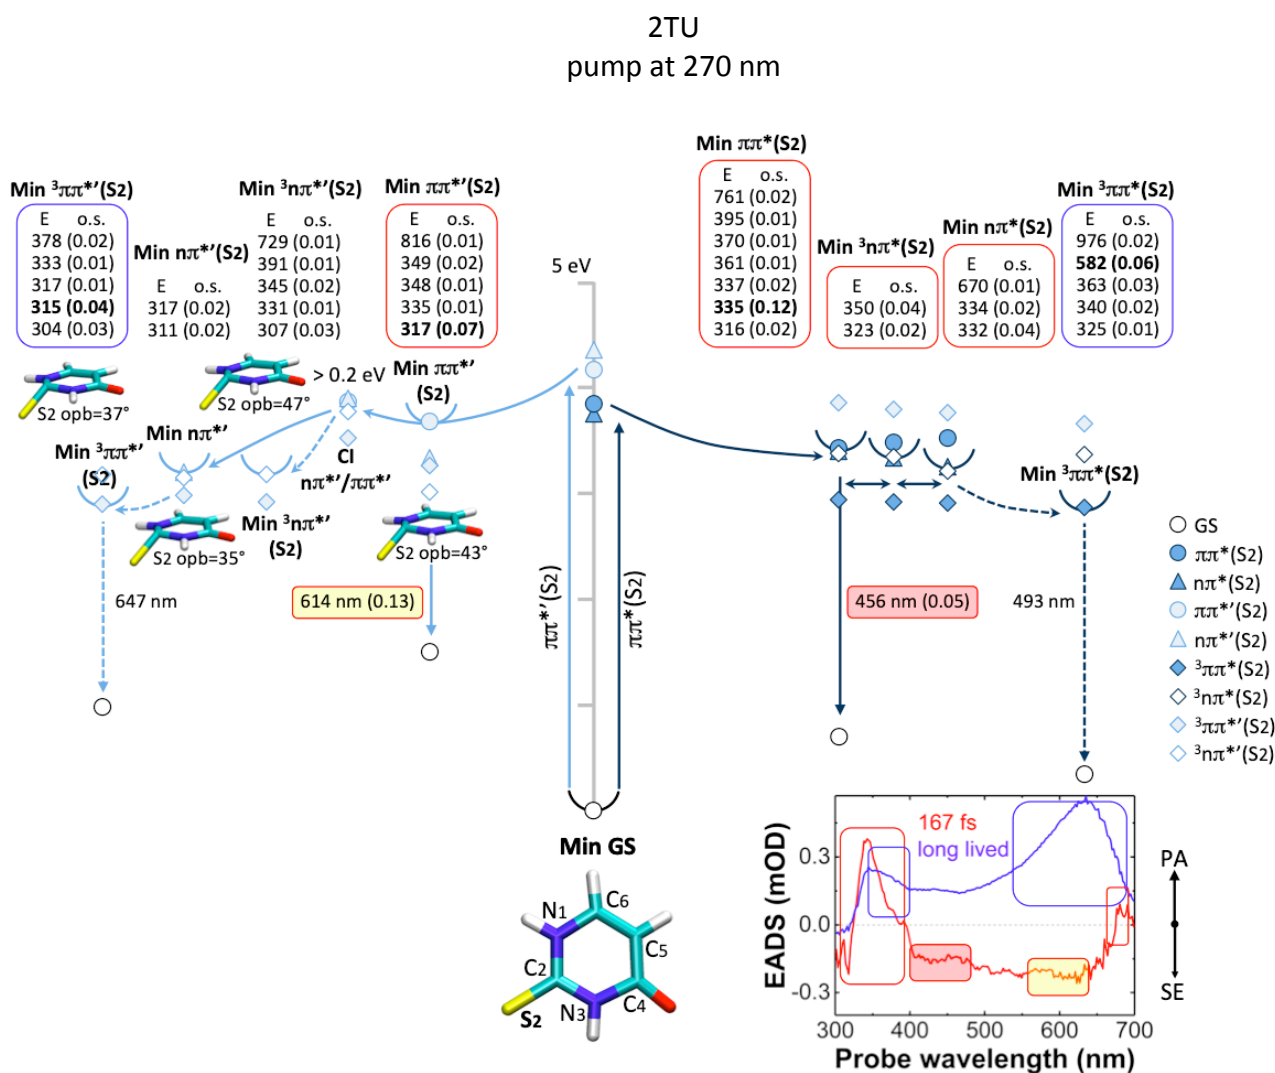 2TU
pump at 270 nm
Min ³ππ*’(S2)
E o.s.
378 (0.02)
333 (0.01)
317 (0.01)
315 (0.04)
304 (0.03)
Min nπ*’(S2)
E o.s.
317 (0.02)
311 (0.02)
Min ³nπ*’(S2)
E o.s.
729 (0.01)
391 (0.01)
345 (0.02)
331 (0.01)
307 (0.03)
Min ππ*’(S2)
E o.s.
816 (0.01)
349 (0.02)
348 (0.01)
335 (0.01)
317 (0.07)
5 eV
Min ππ*(S2)
E o.s.
761 (0.02)
395 (0.01)
370 (0.01)
361 (0.01)
337 (0.02)
335 (0.12)
316 (0.02)
Min ³nπ*(S2)
E o.s.
350 (0.04)
323 (0.02)
Min nπ*(S2)
E o.s.
670 (0.01)
334 (0.02)
332 (0.04)
Min ³ππ*(S2)
E o.s.
976 (0.02)
582 (0.06)
363 (0.03)
340 (0.02)
325 (0.01)
S2 opb=37°
S2 opb=47°
> 0.2 eV
Min ππ*’
(S2)
Min ³ππ*’
(S2)
Min nπ*’
CI
nπ*’/ππ*’
Min ³nπ*’
(S2)
S2 opb=35°
S2 opb=43°
Min ³ππ*(S2)
647 nm
614 nm (0.13)
ππ*’(S2)
ππ*(S2)
456 nm (0.05)
493 nm
GS
ππ*(S2)
nπ*(S2)
ππ*’(S2)
nπ*’(S2)
³ππ*(S2)
³nπ*(S2)
³ππ*’(S2)
³nπ*’(S2)
Min GS
N1
C6
C5
C2
S2
N3
C4
EADS (mOD)
0.3
0.0
-0.3
167 fs
long lived
PA
SE
300 400 500 600 700
Probe wavelength (nm)